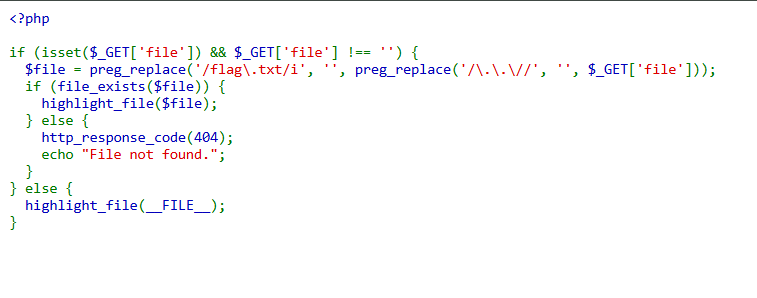 <?php
if (isset($_GET['file']) && $_GET['file'] !== '') {
  $file = preg_replace('/flag\.txt/i', '', preg_replace('/\.\.\//', '', $_GET['file']));
  if (file_exists($file)) {
    highlight_file($file);
  } else {
    http_response_code(404);
    echo "File not found.";
  }
} else {
  highlight_file(__FILE__);
}